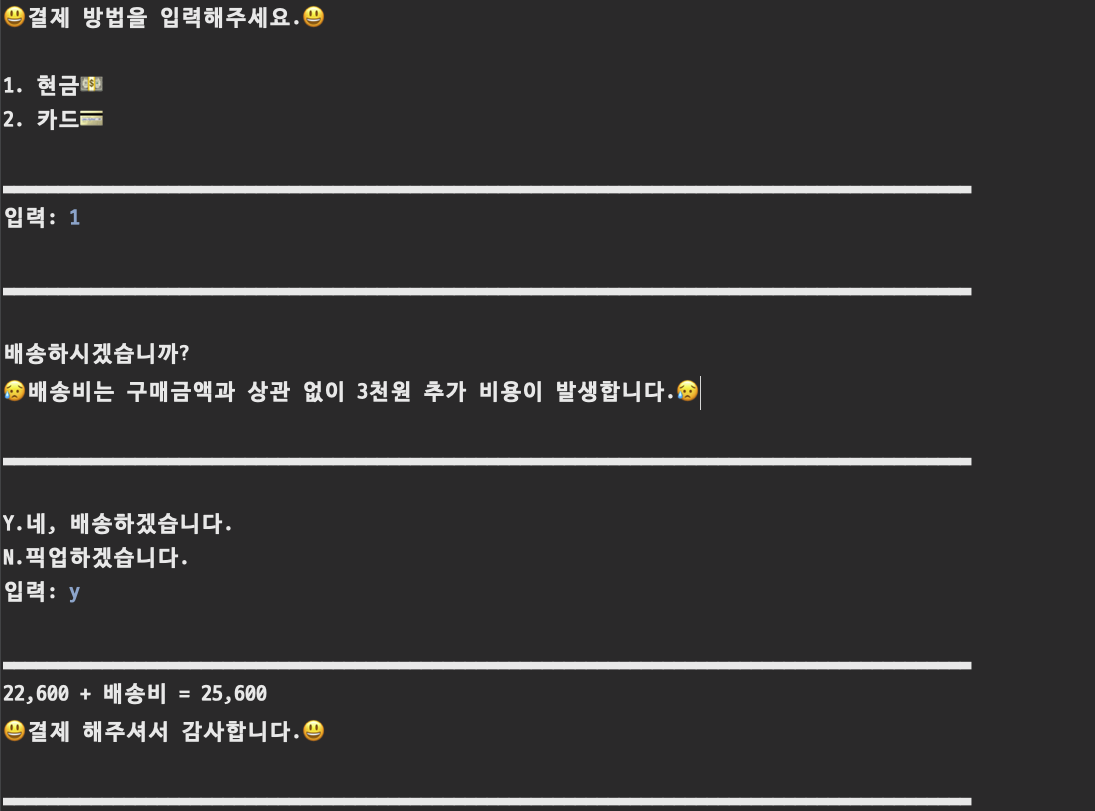 😃결제 방법을 입력해주세요.😃
1. 현금💵
2. 카드💳
입력: 1
배송하시겠습니까?
😥배송비는 구매금액과 상관 없이 3천원 추가 비용이 발생합니다.😥
Y.네, 배송하겠습니다.
N.픽업하겠습니다.
입력: y
22,600 + 배송비 = 25,600
😃결제 해주셔서 감사합니다.😃